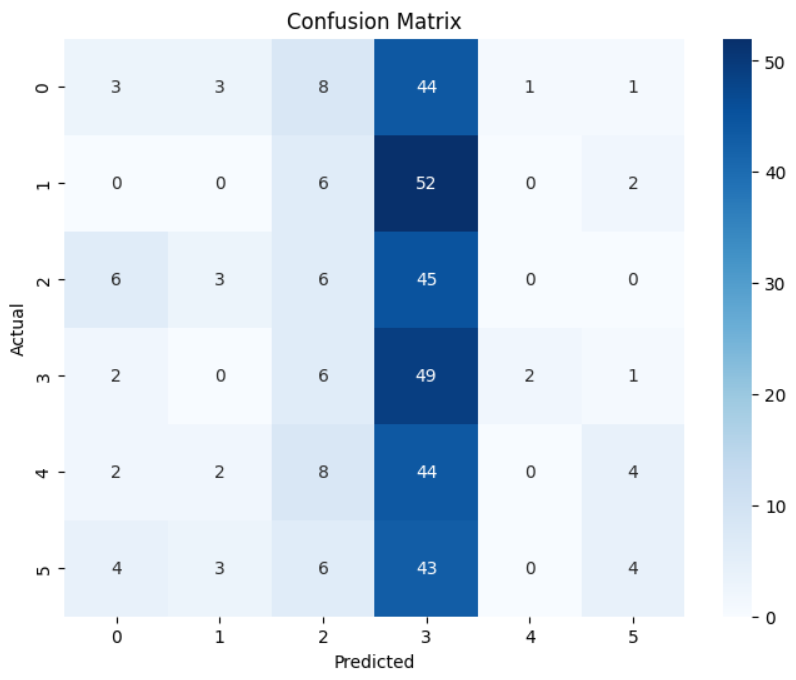 Confusion Matrix
0 3 3 8 44 1 1
1 0 0 6 52 0 2
2 6 3 6 45 0 0
3 2 0 6 49 2 1
4 2 2 8 44 0 4
5 4 3 6 43 0 4
0 1 2 3 4 5
Predicted
Actual
50
40
30
20
10
0